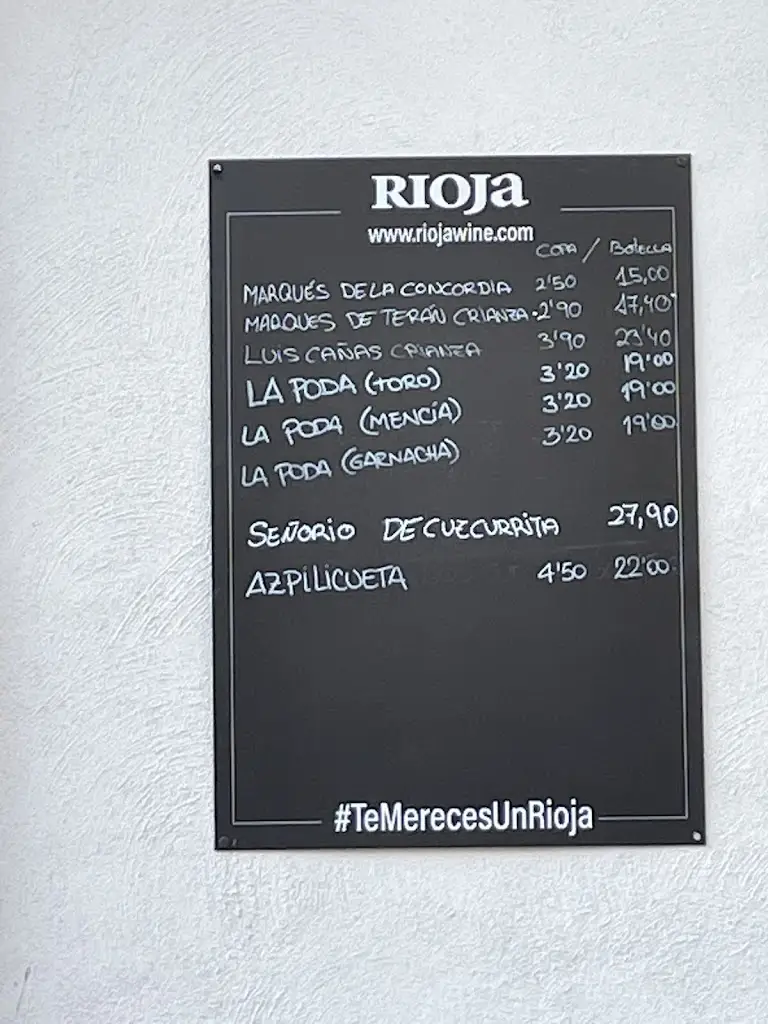 RIOJa
www.riojawine.com
COPA / BOTELLA
MARQUÉS DE LA CONCORDIA 2'50 15,00
MARQUES DE TERÁN CRIANZA 2'90 17,40
LUIS CAÑAS CRIANZA 3'90 23'40
LA PODA (TORO) 3'20 19'00
LA PODA (MENCÍA) 3'20 19'00
LA PODA (GARNACHA) 3'20 19'00
SEÑORIO DE CUZCURRITA 27,90
AZPILICUETA 4'50 22'00
#TeMerecesUnRioja